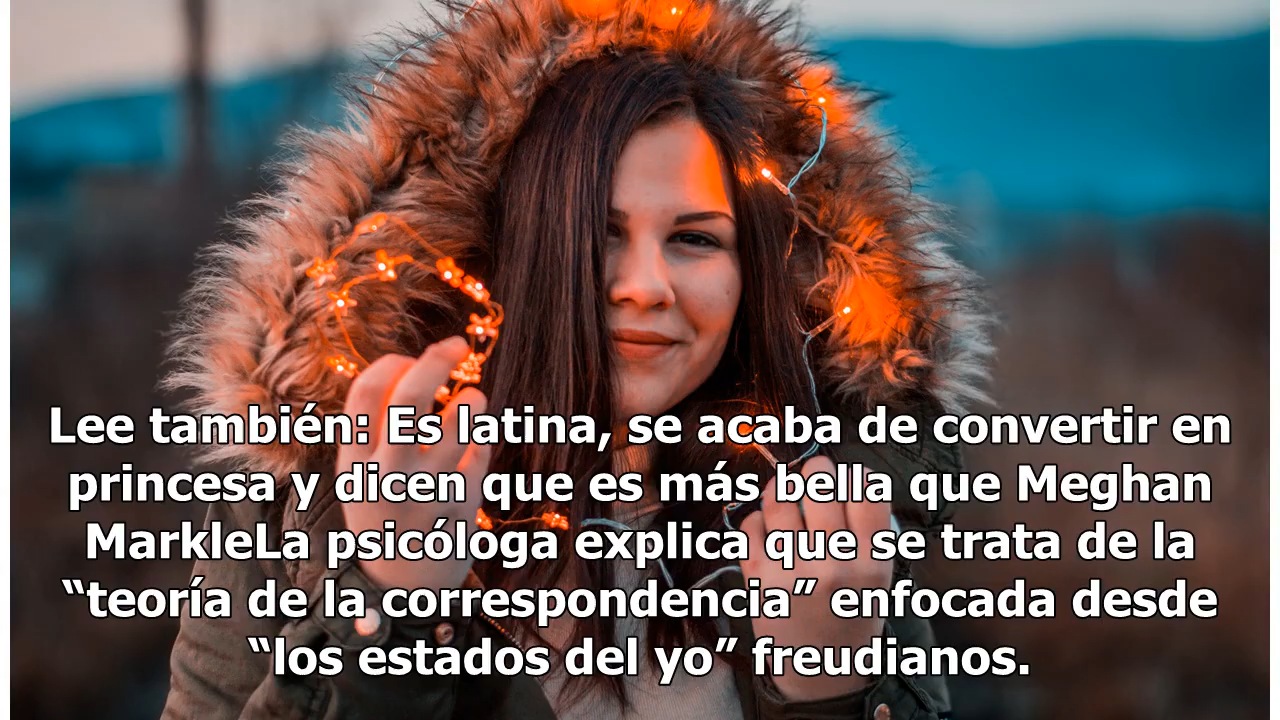 Lee también: Es latina, se acaba de convertir en
princesa y dicen que es más bella que Meghan
MarkleLa psicóloga explica que se trata de la
“teoría de la correspondencia” enfocada desde
“los estados del yo” freudianos.